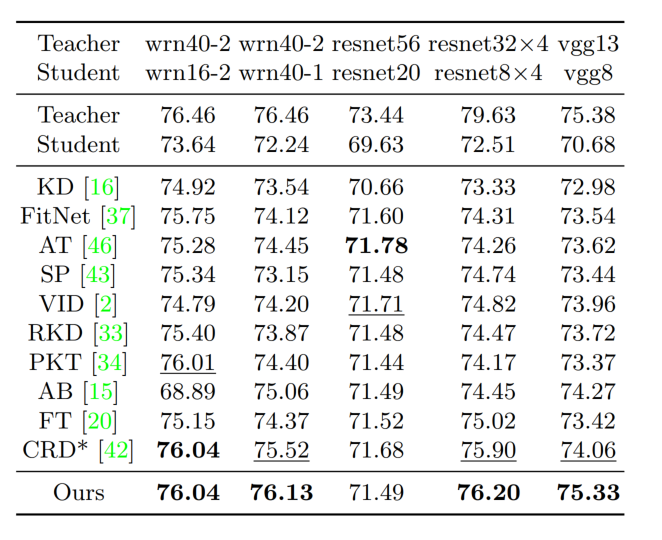 Teacher wrn40-2 wrn40-2 resnet56 resnet32×4 vgg13
Student wrn16-2 wrn40-1 resnet20 resnet8×4 vgg8
Teacher 76.46 76.46 73.44 79.63 75.38
Student 73.64 72.24 69.63 72.51 70.68
KD [16] 74.92 73.54 70.66 73.33 72.98
FitNet [37] 75.75 74.12 71.60 74.31 73.54
AT [46] 75.28 74.45 71.78 74.26 73.62
SP [43] 75.34 73.15 71.48 74.74 73.44
VID [2] 74.79 74.20 71.71 74.82 73.96
RKD [33] 75.40 73.87 71.48 74.47 73.72
PKT [34] 76.01 74.40 71.44 74.17 73.37
AB [15] 68.89 75.06 71.49 74.45 74.27
FT [20] 75.15 74.37 71.52 75.02 73.42
CRD* [42] 76.04 75.52 71.68 75.90 74.06
Ours 76.04 76.13 71.49 76.20 75.33